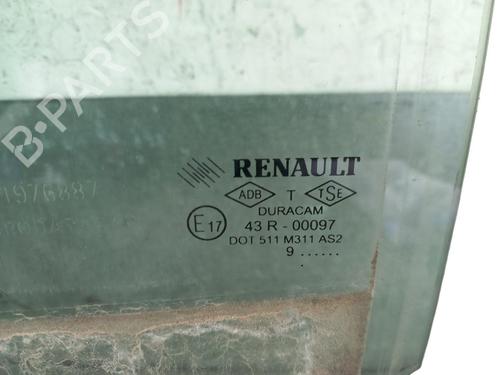 B-PARTS
RENAULT
ADB T TSE
DURACAM
E17 43 R - 00097
DOT 511 M311 AS2
9 ......
.